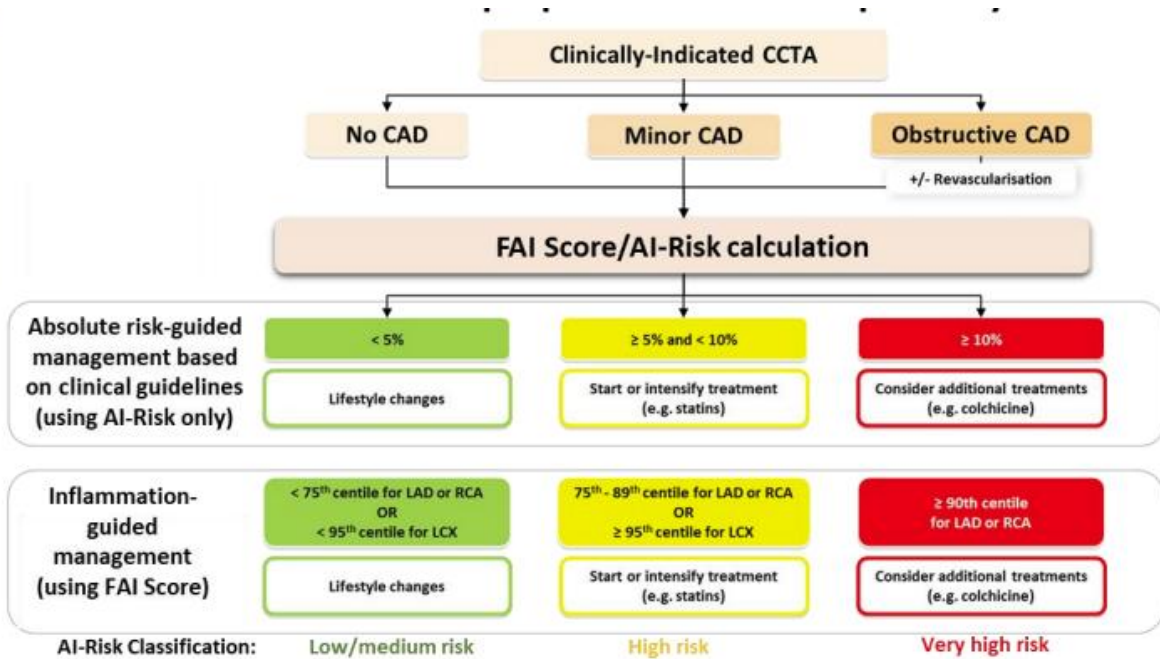 Clinically-Indicated CCTA
No CAD
Minor CAD
Obstructive CAD
+/- Revascularisation
FAI Score/AI-Risk calculation
Absolute risk-guided
management based
on clinical guidelines
(using AI-Risk only)
< 5%
≥ 5% and < 10%
≥ 10%
Lifestyle changes
Start or intensify treatment
(e.g. statins)
Consider additional treatments
(e.g. colchicine)
Inflammation-
guided
management
(using FAI Score)
< 75th centile for LAD or RCA
OR
< 95th centile for LCX
75th - 89th centile for LAD or RCA
OR
≥ 95th centile for LCX
≥ 90th centile
for LAD or RCA
Lifestyle changes
Start or intensify treatment
(e.g. statins)
Consider additional treatments
(e.g. colchicine)
AI-Risk Classification:
Low/medium risk
High risk
Very high risk